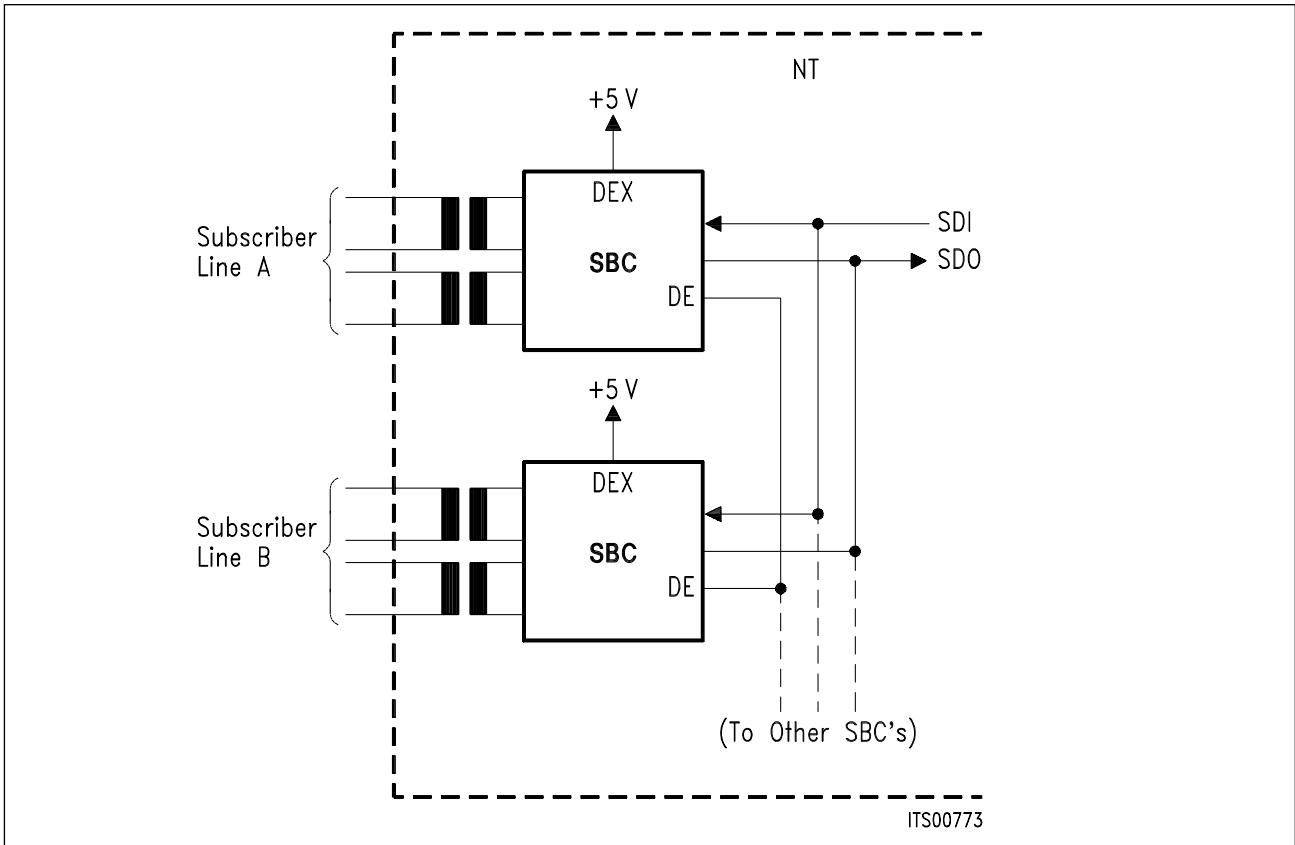 NT
+5 V
DEX
SDI
Subscriber
Line A
SBC
SDO
DE
+5 V
DEX
Subscriber
Line B
SBC
DE
(To Other SBC's)
ITS00773